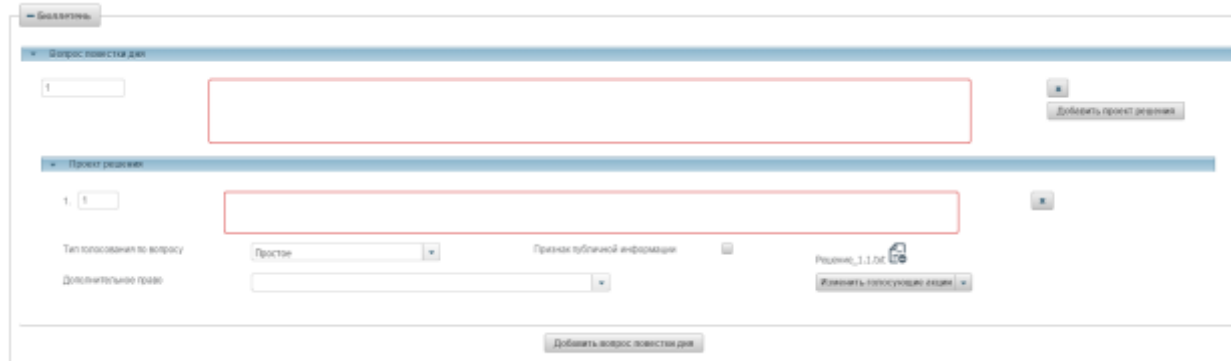 Бюллетень
Вопрос повестки дня
1
x
Добавить проект решения
Проект решения
1. 1
x
Тип голосования по вопросу Простое Признак публичной информации Решение_1.1.txt
Дополнительное право Изменить голосующие акции
Добавить вопрос повестки дня